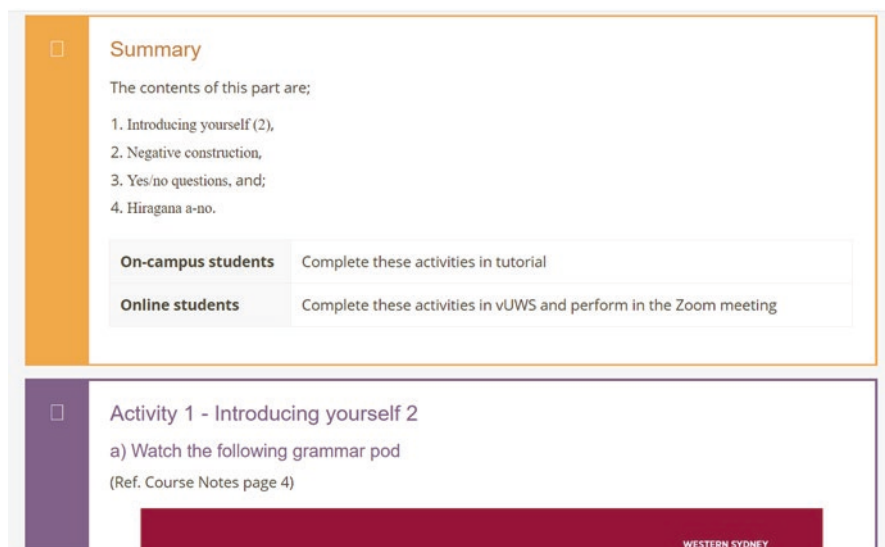 Summary
The contents of this part are;
1. Introducing yourself (2),
2. Negative construction,
3. Yes/no questions, and;
4. Hiragana a-no.
On-campus students Complete these activities in tutorial
Online students Complete these activities in vUWS and perform in the Zoom meeting
Activity 1 - Introducing yourself 2
a) Watch the following grammar pod
(Ref. Course Notes page 4)
WESTERN SYDNEY